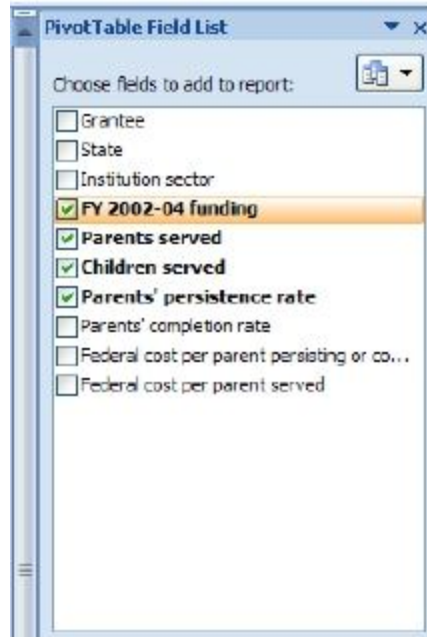 PivotTable Field List
Choose fields to add to report:
Grantee
State
Institution sector
FY 2002-04 funding
Parents served
Children served
Parents' persistence rate
Parents' completion rate
Federal cost per parent persisting or co...
Federal cost per parent served